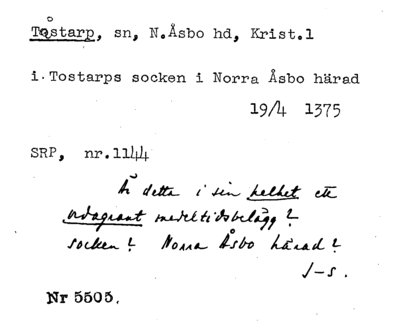 Tostarp, sn, N.Åsbo hd, Krist.l
i Tostarps socken i Norra Åsbo härad
19/4 1375
SRP, nr.1144
Är detta i sin helhet ett
ordagrant medeltidsbelägg?
socken? Norra Åsbo härad?
J-s.
Nr 5505.